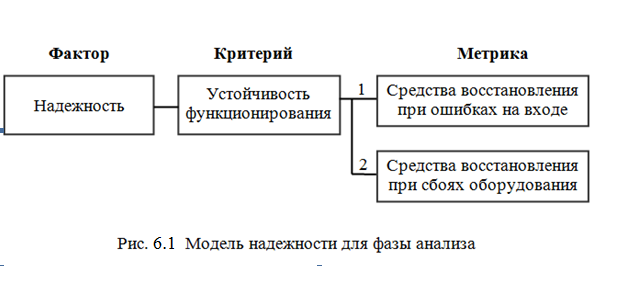 Фактор Критерий Метрика
Надежность
Устойчивость
функционирования
1
Средства восстановления
при ошибках на входе
2
Средства восстановления
при сбоях оборудования
Рис. 6.1 Модель надежности для фазы анализа